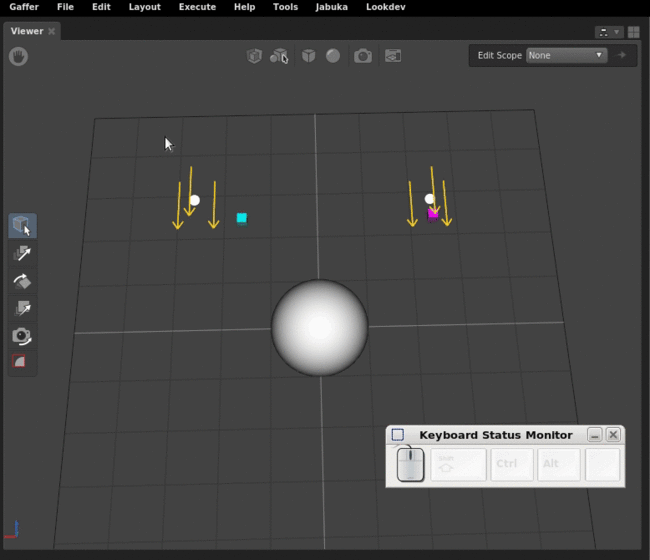 Gaffer File Edit Layout Execute Help Tools Jabuka Lookdev
Viewer
Edit Scope None
Keyboard Status Monitor
Shift Ctrl Alt